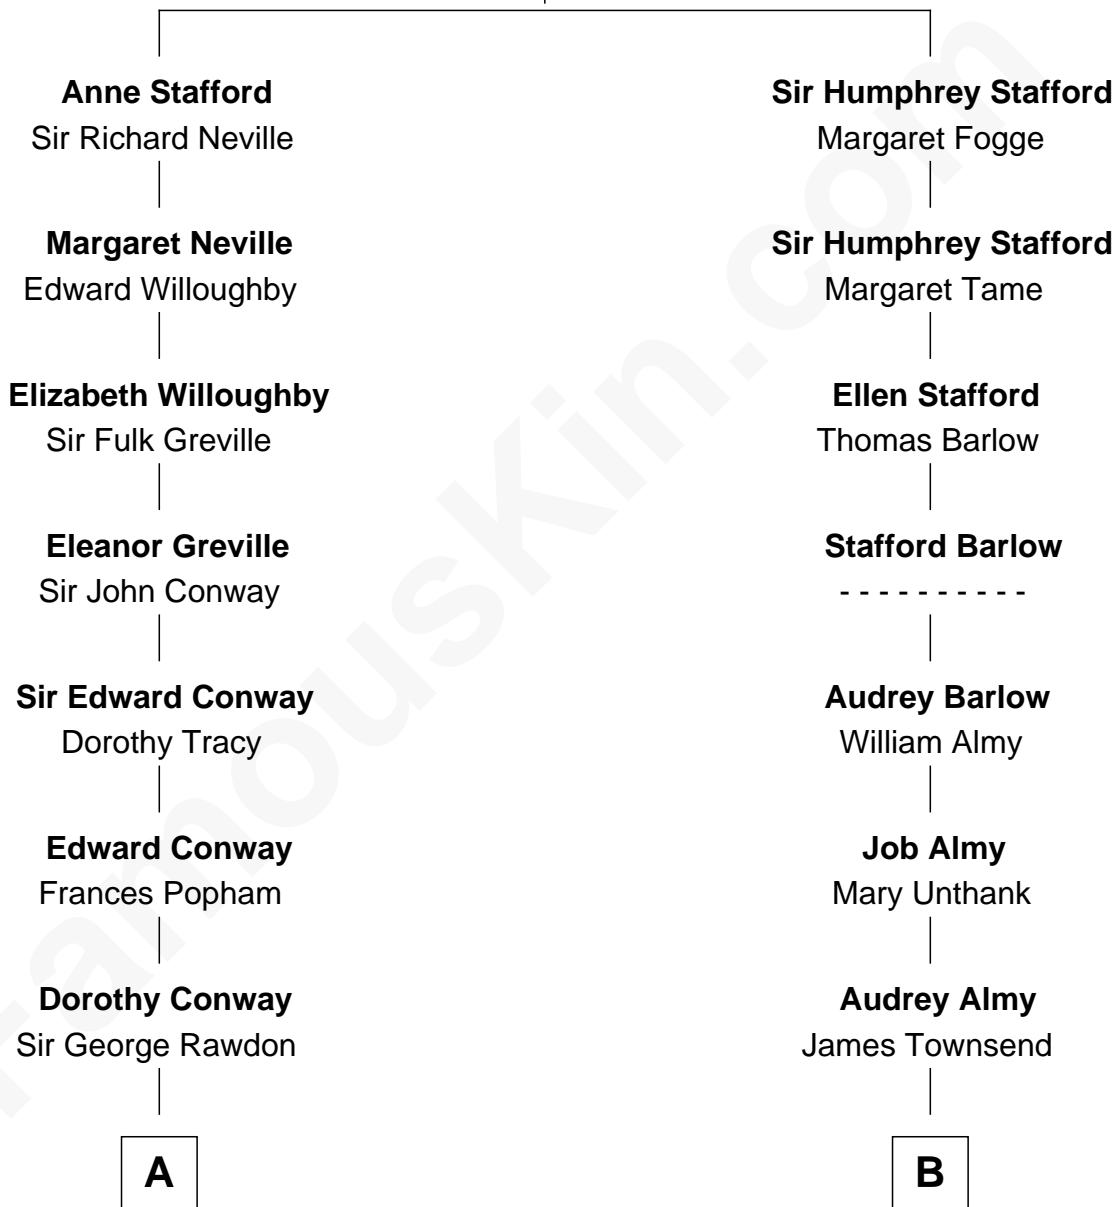 Anne Stafford
Sir Richard Neville
Margaret Neville
Edward Willoughby
Elizabeth Willoughby
Sir Fulk Greville
Eleanor Greville
Sir John Conway
Sir Edward Conway
Dorothy Tracy
Edward Conway
Frances Popham
Dorothy Conway
Sir George Rawdon
A
Sir Humphrey Stafford
Margaret Fogge
Sir Humphrey Stafford
Margaret Tame
Ellen Stafford
Thomas Barlow
Stafford Barlow
- - - - - - - - - -
Audrey Barlow
William Almy
Job Almy
Mary Unthank
Audrey Almy
James Townsend
B
FamousKin.com